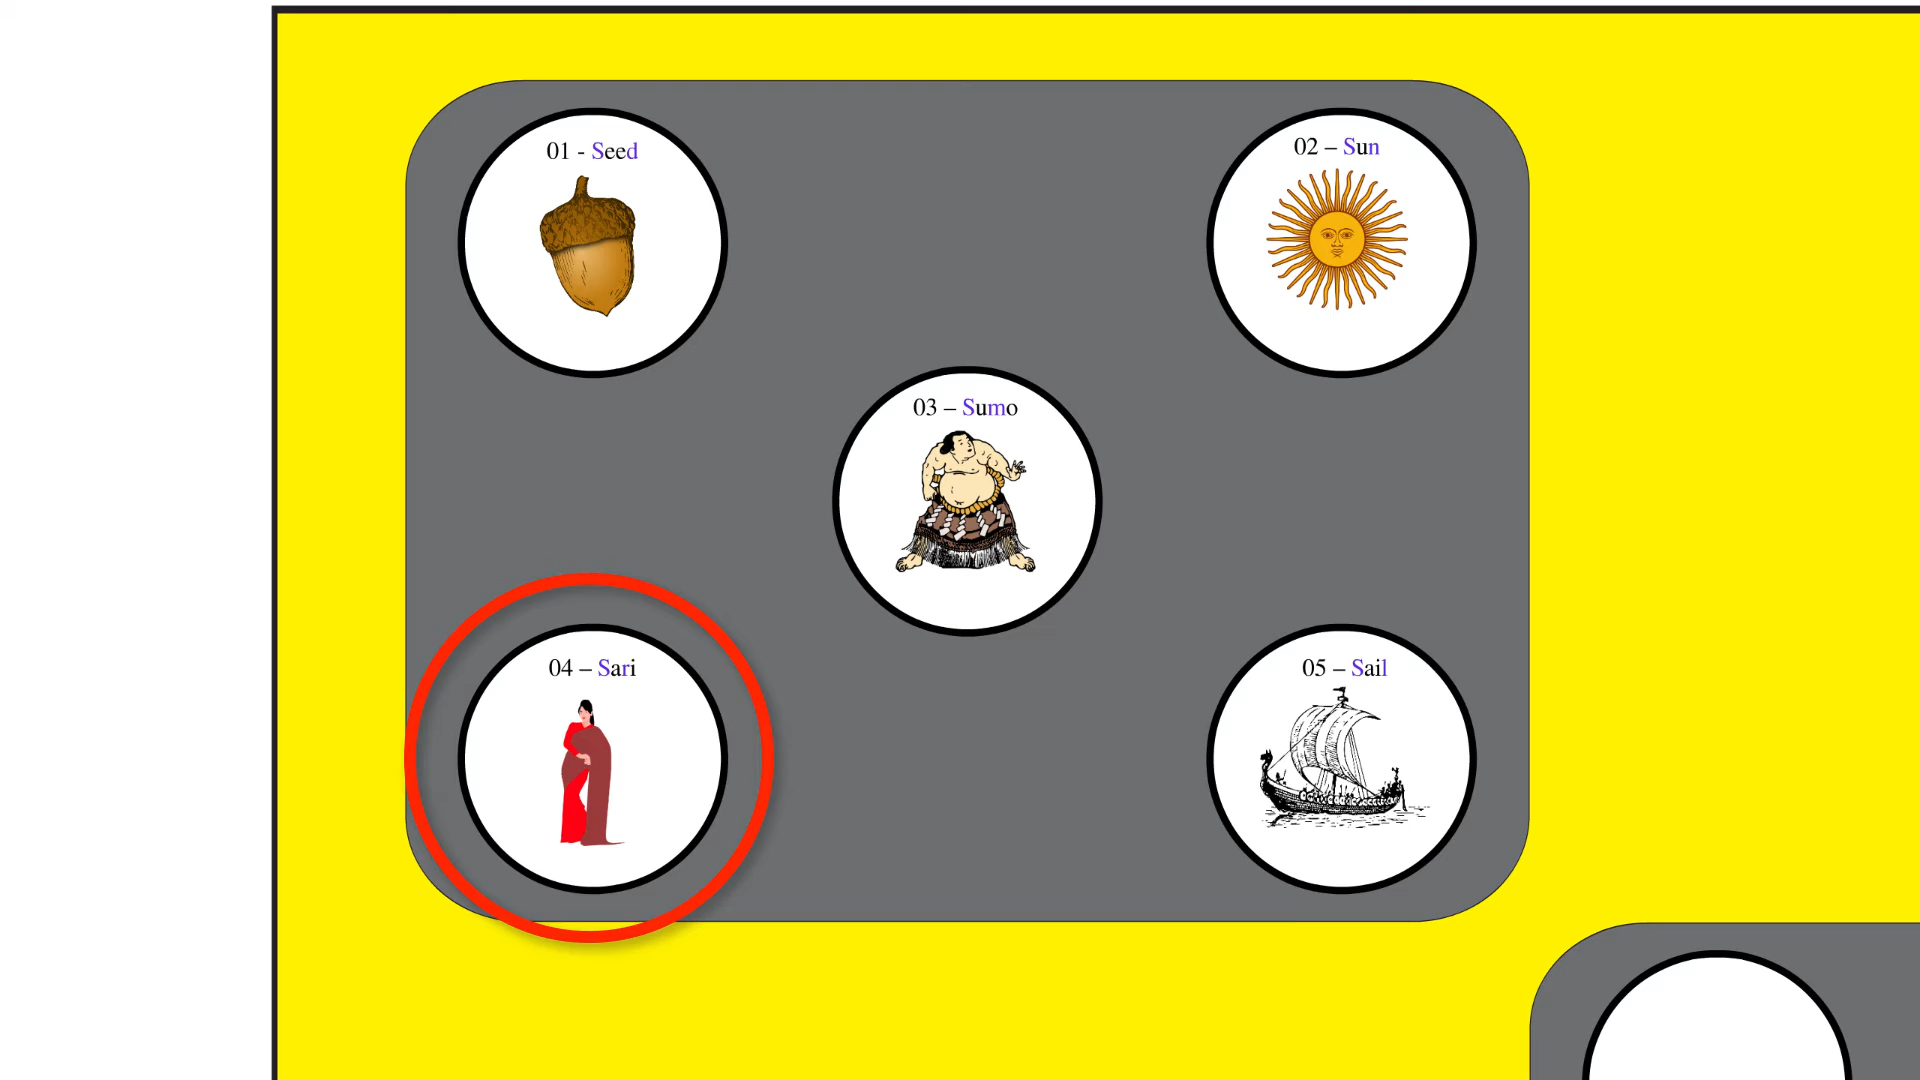 01 - Seed
02 – Sun
03 – Sumo
04 – Sari
05 – Sail